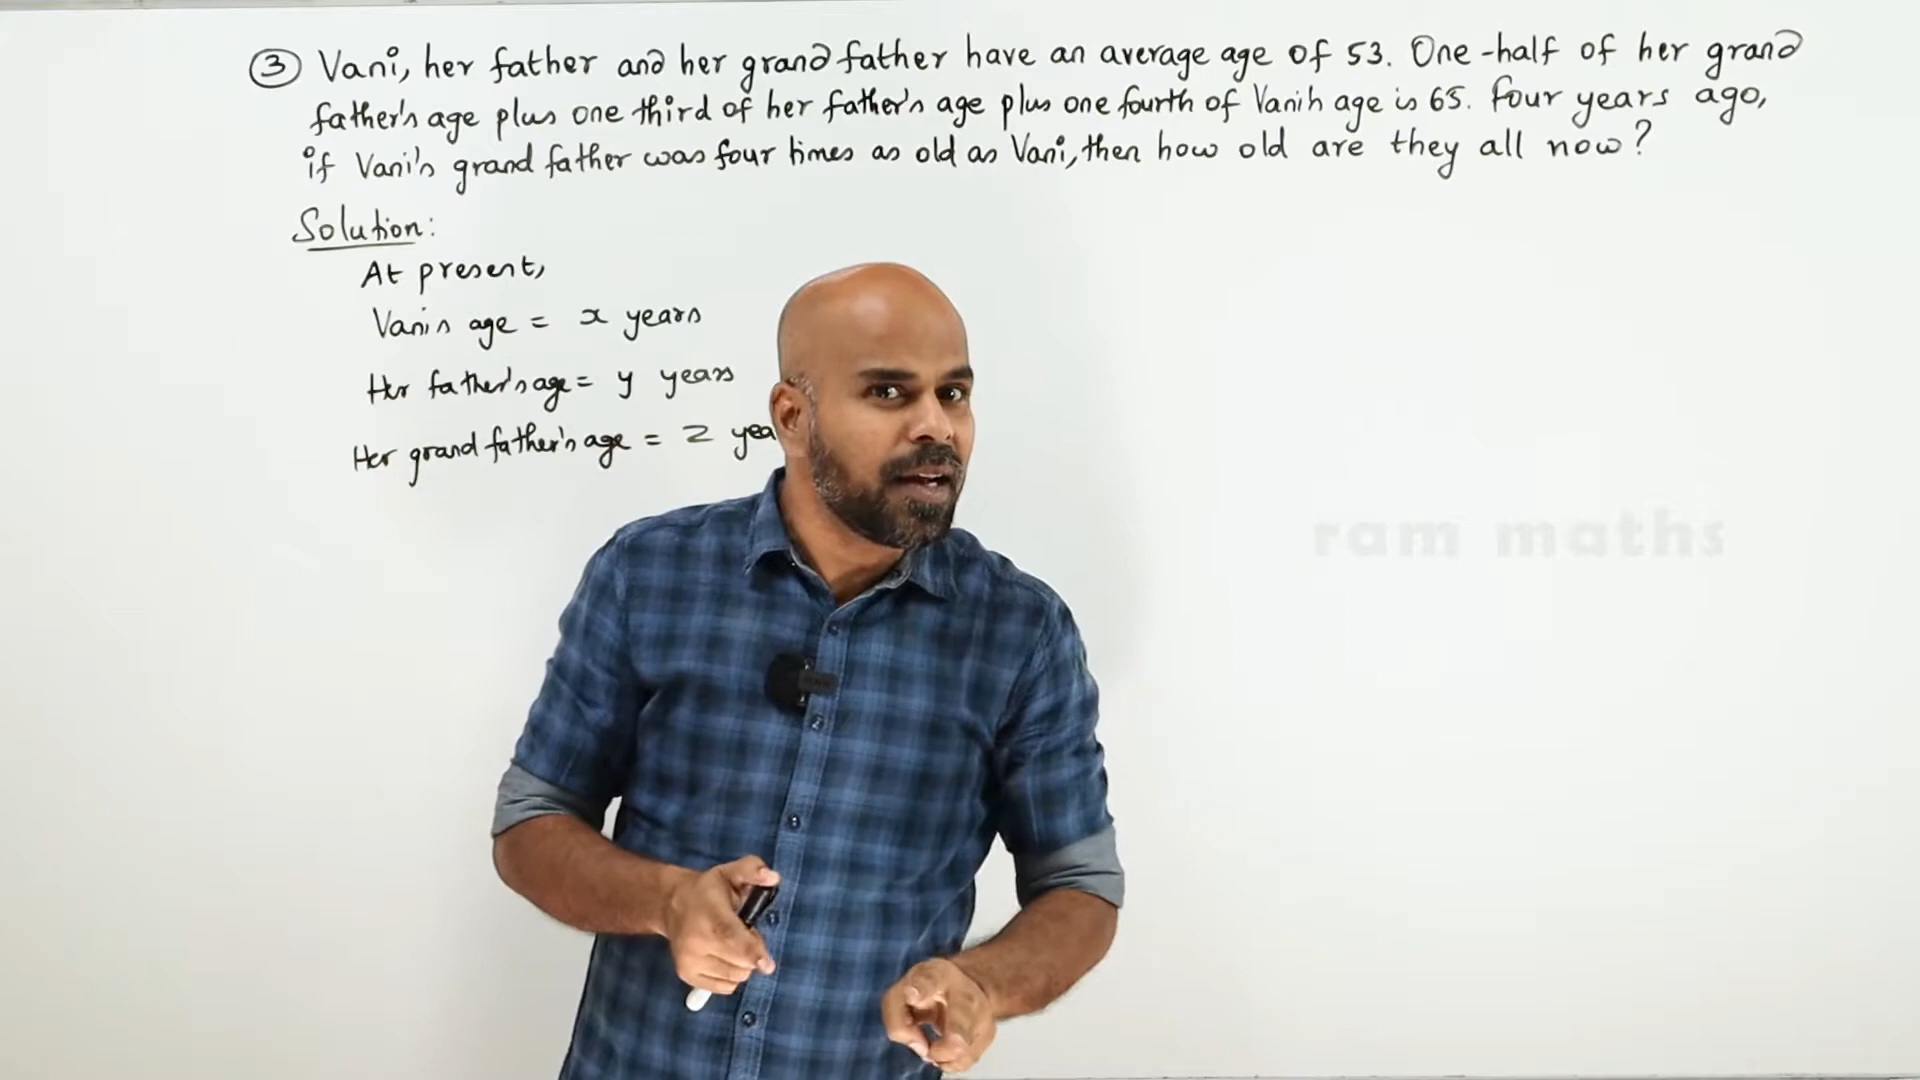 3 Vani, her father and her grand father have an average age of 53. One-half of her grand
father's age plus one third of her father's age plus one fourth of Vani's age is 65. Four years ago,
if Vani's grand father was four times as old as Vani, then how old are they all now?
Solution:
At present,
Vani's age = x years
Her father's age = y years
Her grand father's age = z yea
ram maths